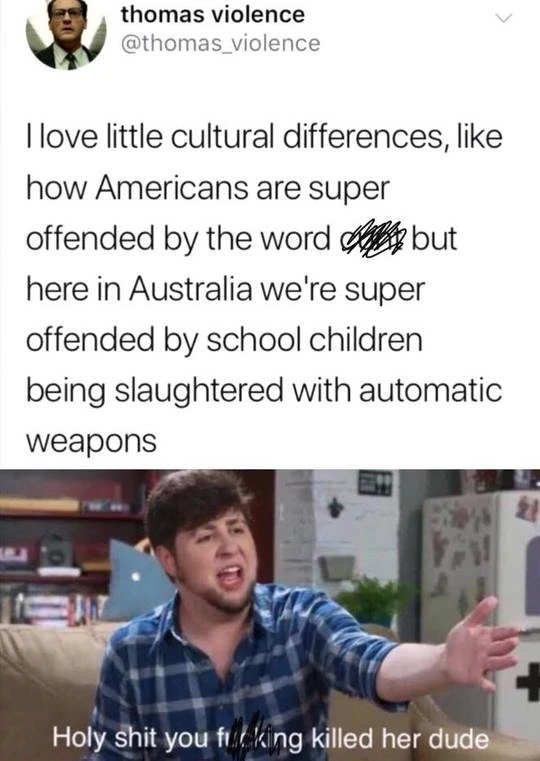 thomas violence
@thomas_violence
I love little cultural differences, like
how Americans are super
offended by the word but
here in Australia we're super
offended by school children
being slaughtered with automatic
weapons
Holy shit you fucking killed her dude